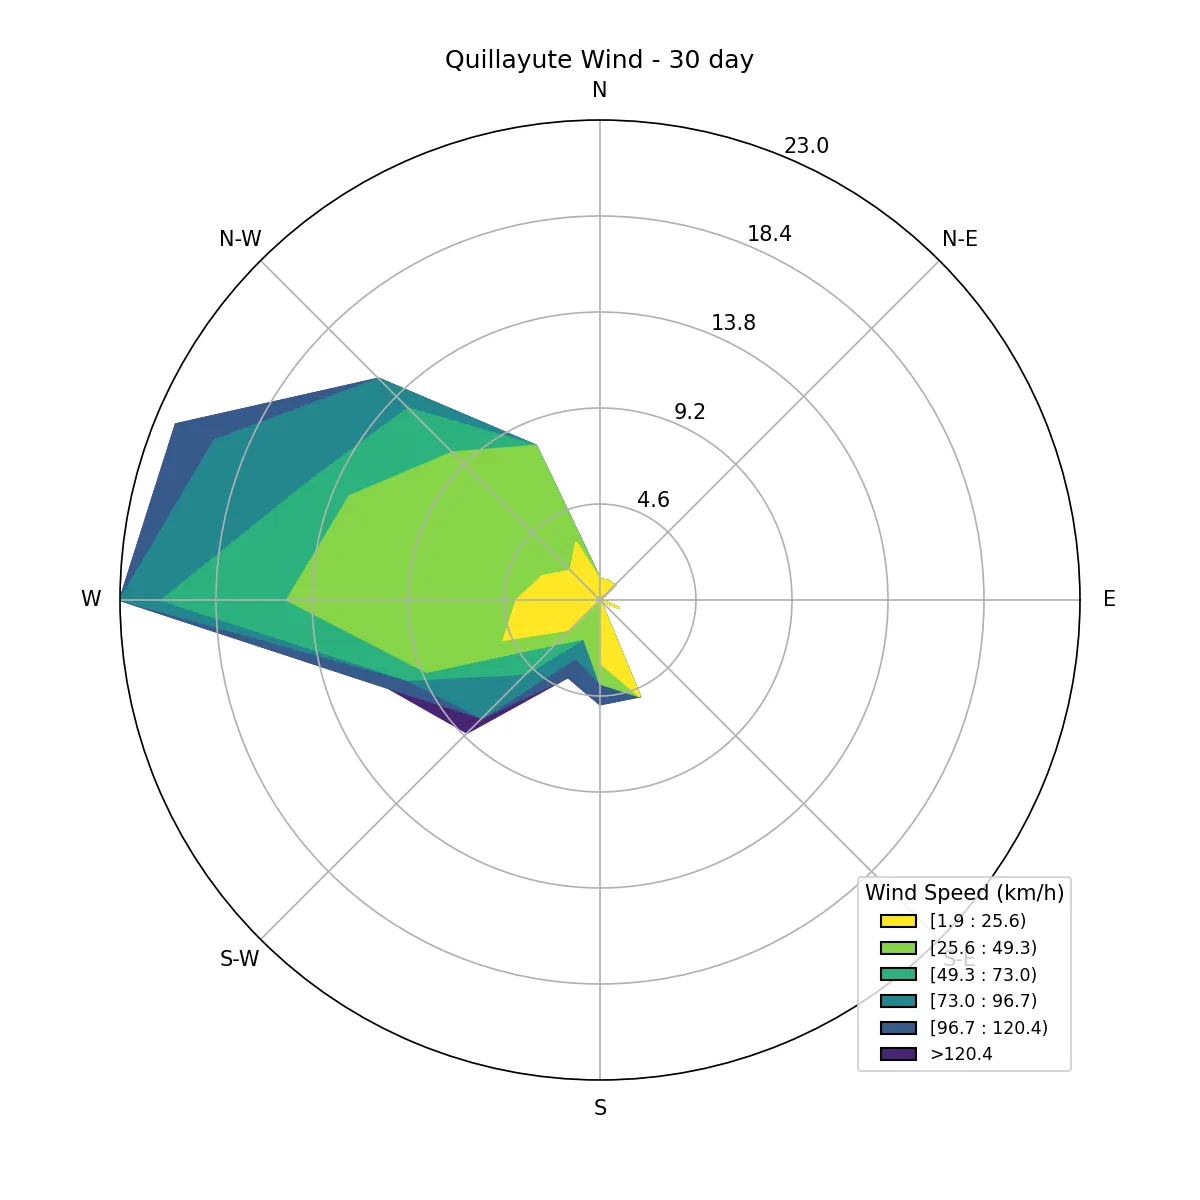 Quillayute Wind - 30 day
N
23.0
18.4
N-W
N-E
13.8
9.2
4.6
W
E
S-W
S-E
S
Wind Speed (km/h)
[1.9 : 25.6)
[25.6 : 49.3)
[49.3 : 73.0)
[73.0 : 96.7)
[96.7 : 120.4)
>120.4